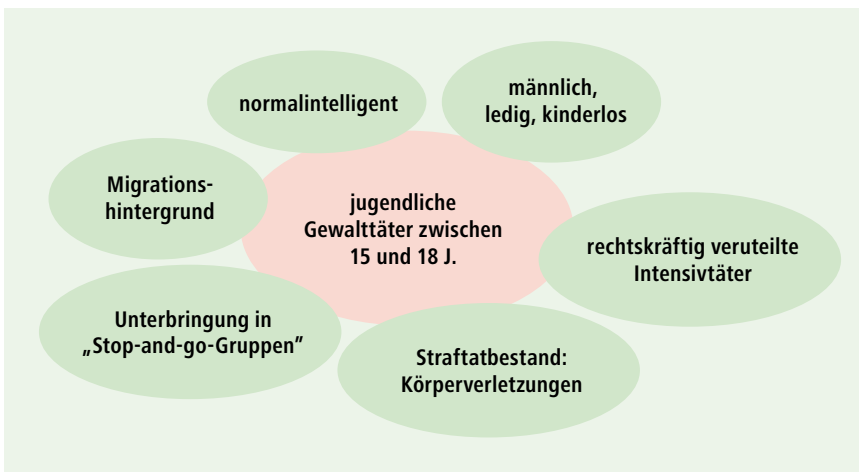 normalintelligent
männlich,
ledig, kinderlos
Migrations-
hintergrund
jugendliche
Gewalttäter zwischen
15 und 18 J.
rechtskräftig veruteilte
Intensivtäter
Unterbringung in
„Stop-and-go-Gruppen”
Straftatbestand:
Körperverletzungen